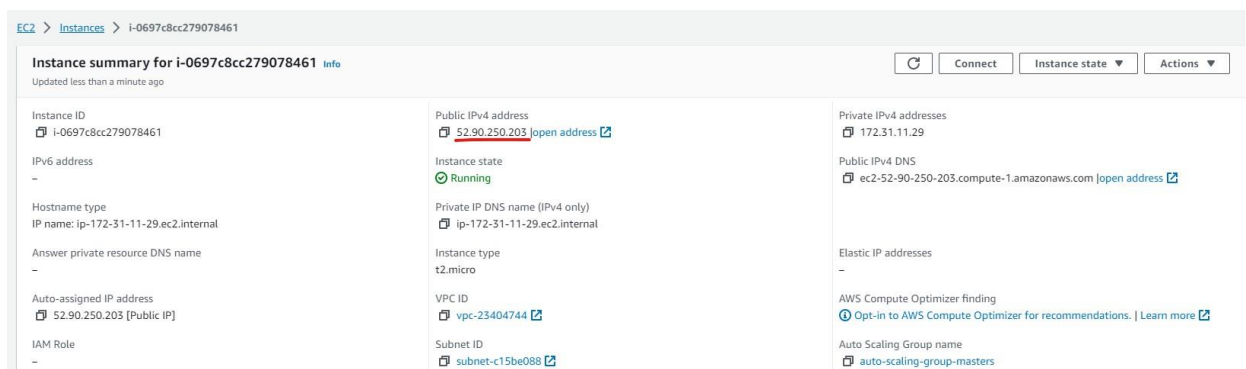 EC2 > Instances > i-0697c8cc279078461
Instance summary for i-0697c8cc279078461 Info
Updated less than a minute ago
Connect
Instance state ▼
Actions ▼
Instance ID
i-0697c8cc279078461
Public IPv4 address
52.90.250.203 |open address
Private IPv4 addresses
172.31.11.29
IPv6 address
–
Instance state
Running
Public IPv4 DNS
ec2-52-90-250-203.compute-1.amazonaws.com |open address
Hostname type
IP name: ip-172-31-11-29.ec2.internal
Private IP DNS name (IPv4 only)
ip-172-31-11-29.ec2.internal
Answer private resource DNS name
–
Instance type
t2.micro
Elastic IP addresses
–
Auto-assigned IP address
52.90.250.203 [Public IP]
VPC ID
vpc-23404744
AWS Compute Optimizer finding
Opt-in to AWS Compute Optimizer for recommendations. | Learn more
IAM Role
–
Subnet ID
subnet-c15be088
Auto Scaling Group name
auto-scaling-group-masters